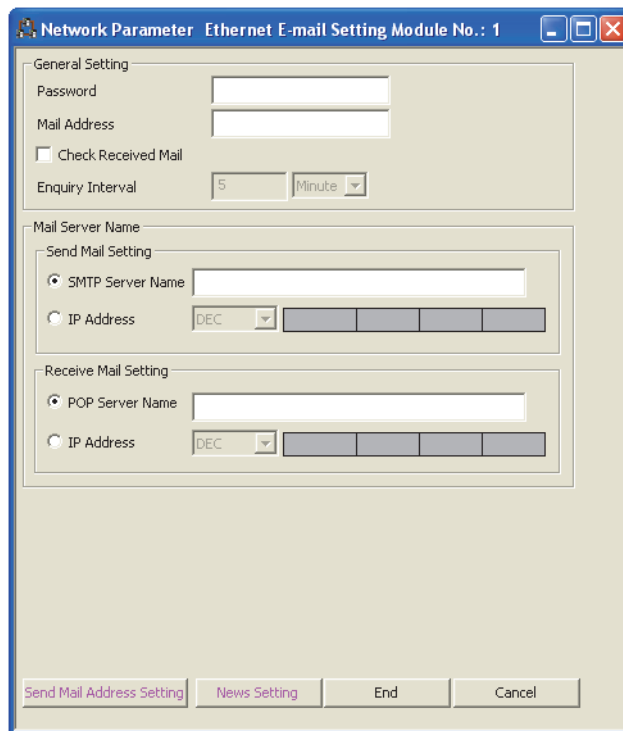 Network Parameter Ethernet E-mail Setting Module No.: 1
General Setting
Password
Mail Address
Check Received Mail
Enquiry Interval 5 Minute
Mail Server Name
Send Mail Setting
SMTP Server Name
IP Address DEC
Receive Mail Setting
POP Server Name
IP Address DEC
Send Mail Address Setting News Setting End Cancel